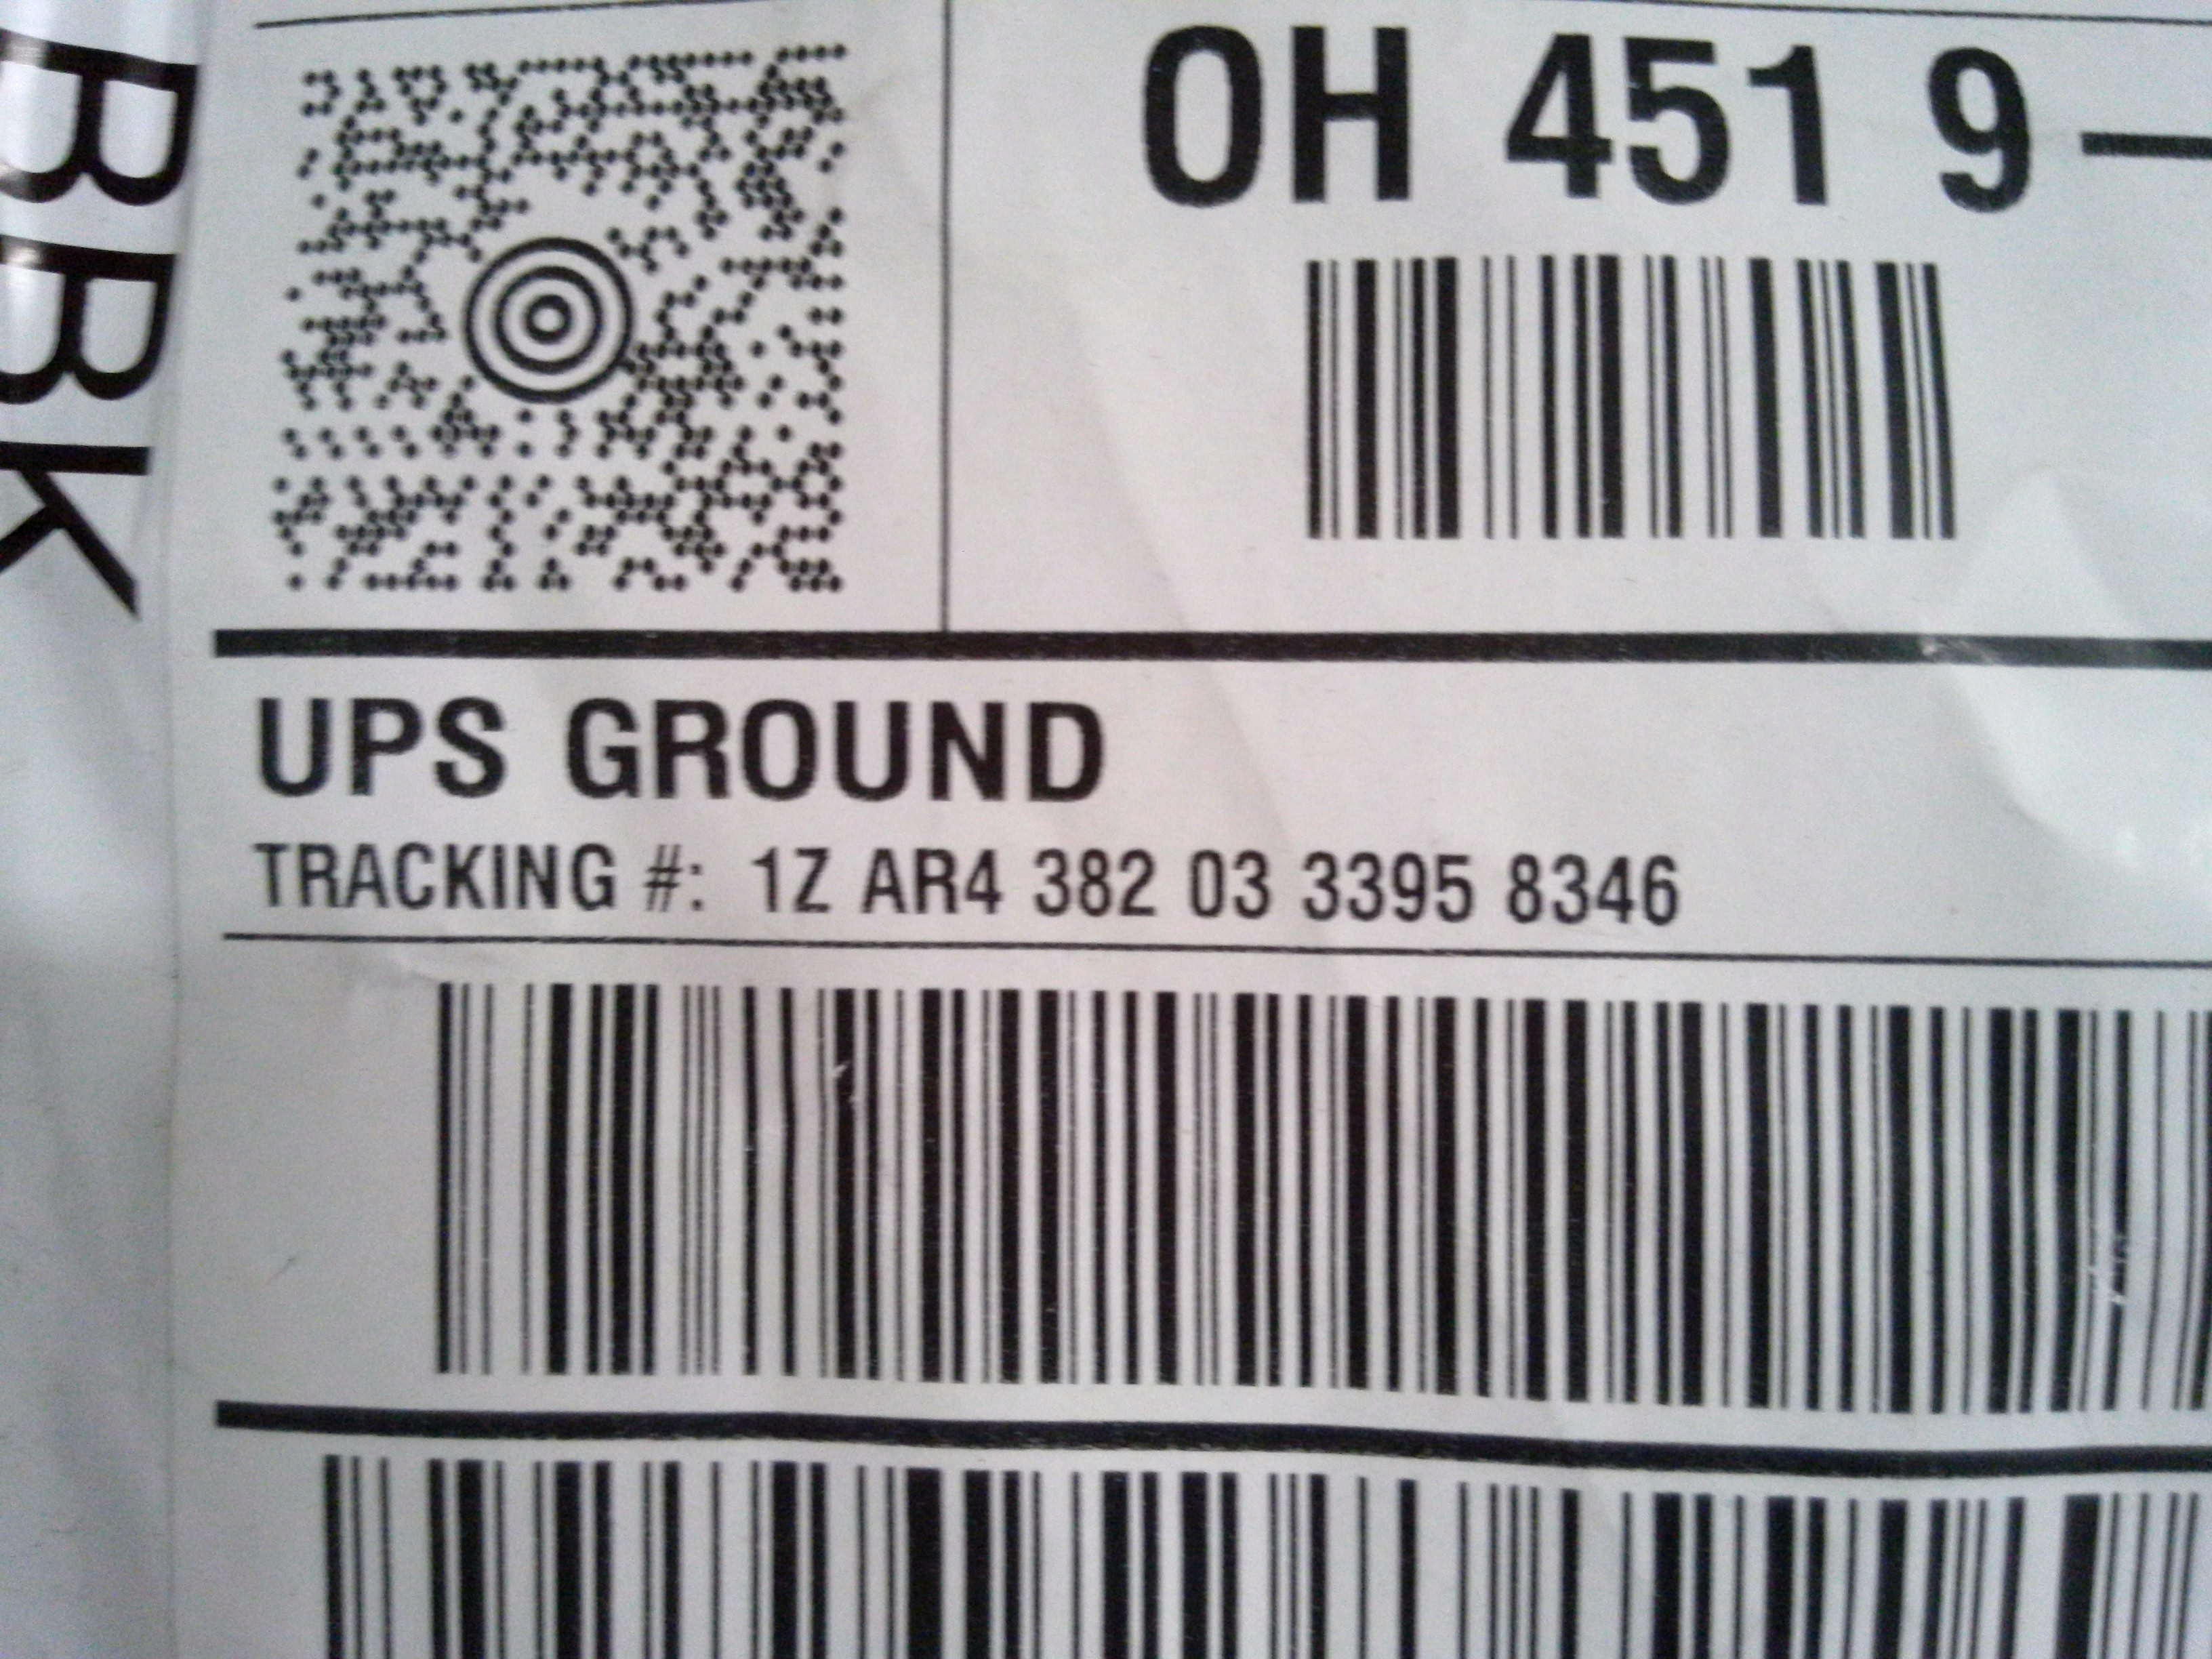 BBK
OH 451 9-
UPS GROUND
TRACKING #: 1Z AR4 382 03 3395 8346